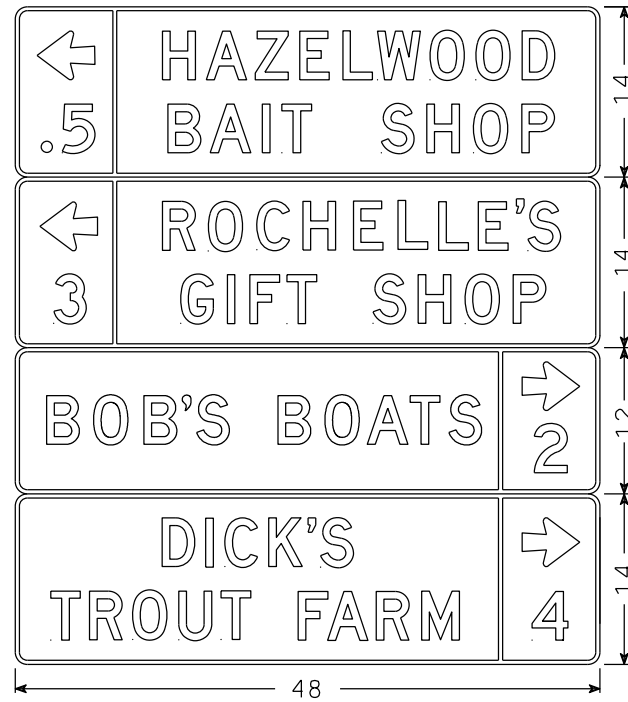 HAZELWOOD
.5 BAIT SHOP
14
ROCHELLE'S
3 GIFT SHOP
14
BOB'S BOATS
2
12
DICK'S
TROUT FARM 4
14
48